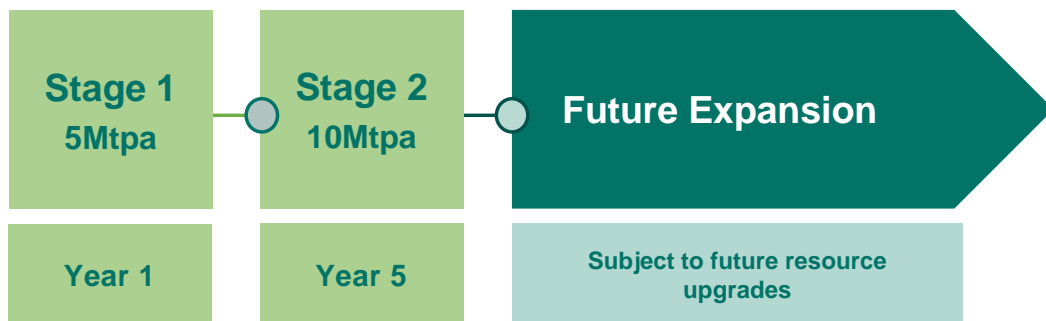 Stage 1
5Mtpa
Stage 2
10Mtpa
Future Expansion
Year 1
Year 5
Subject to future resource
upgrades